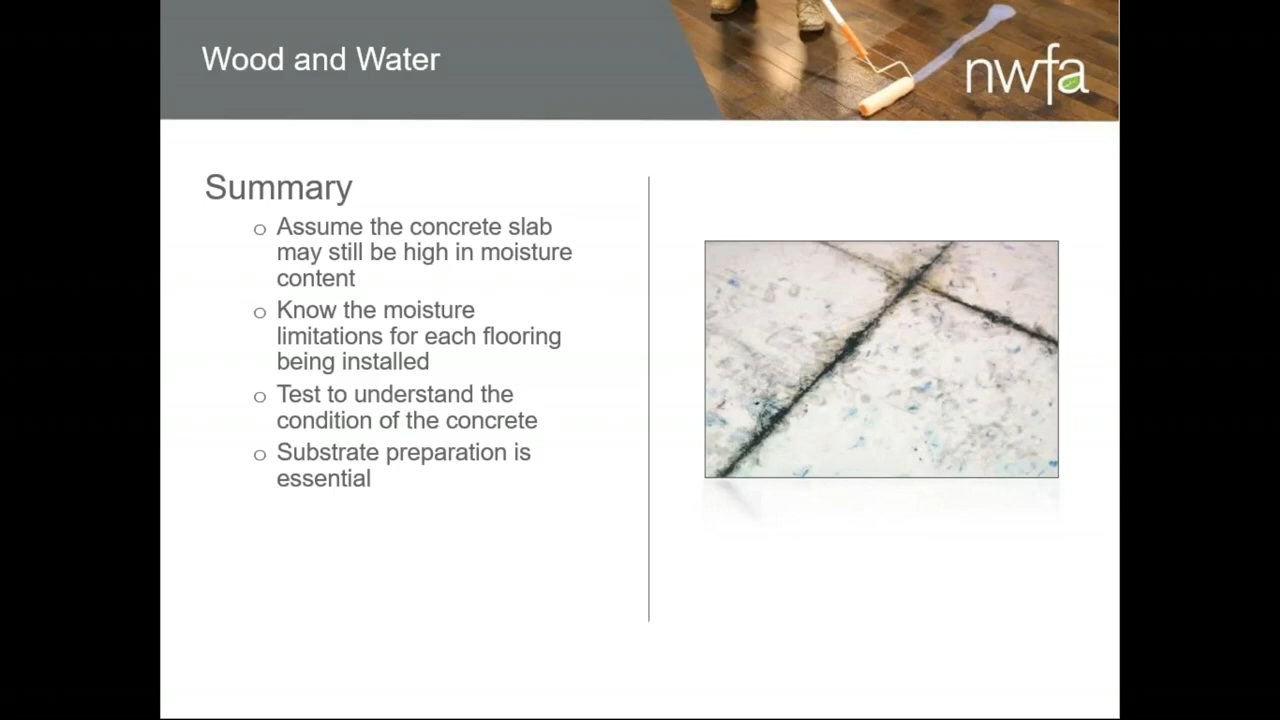 Wood and Water
nwfa
Summary
o Assume the concrete slab
may still be high in moisture
content
o Know the moisture
limitations for each flooring
being installed
o Test to understand the
condition of the concrete
o Substrate preparation is
essential